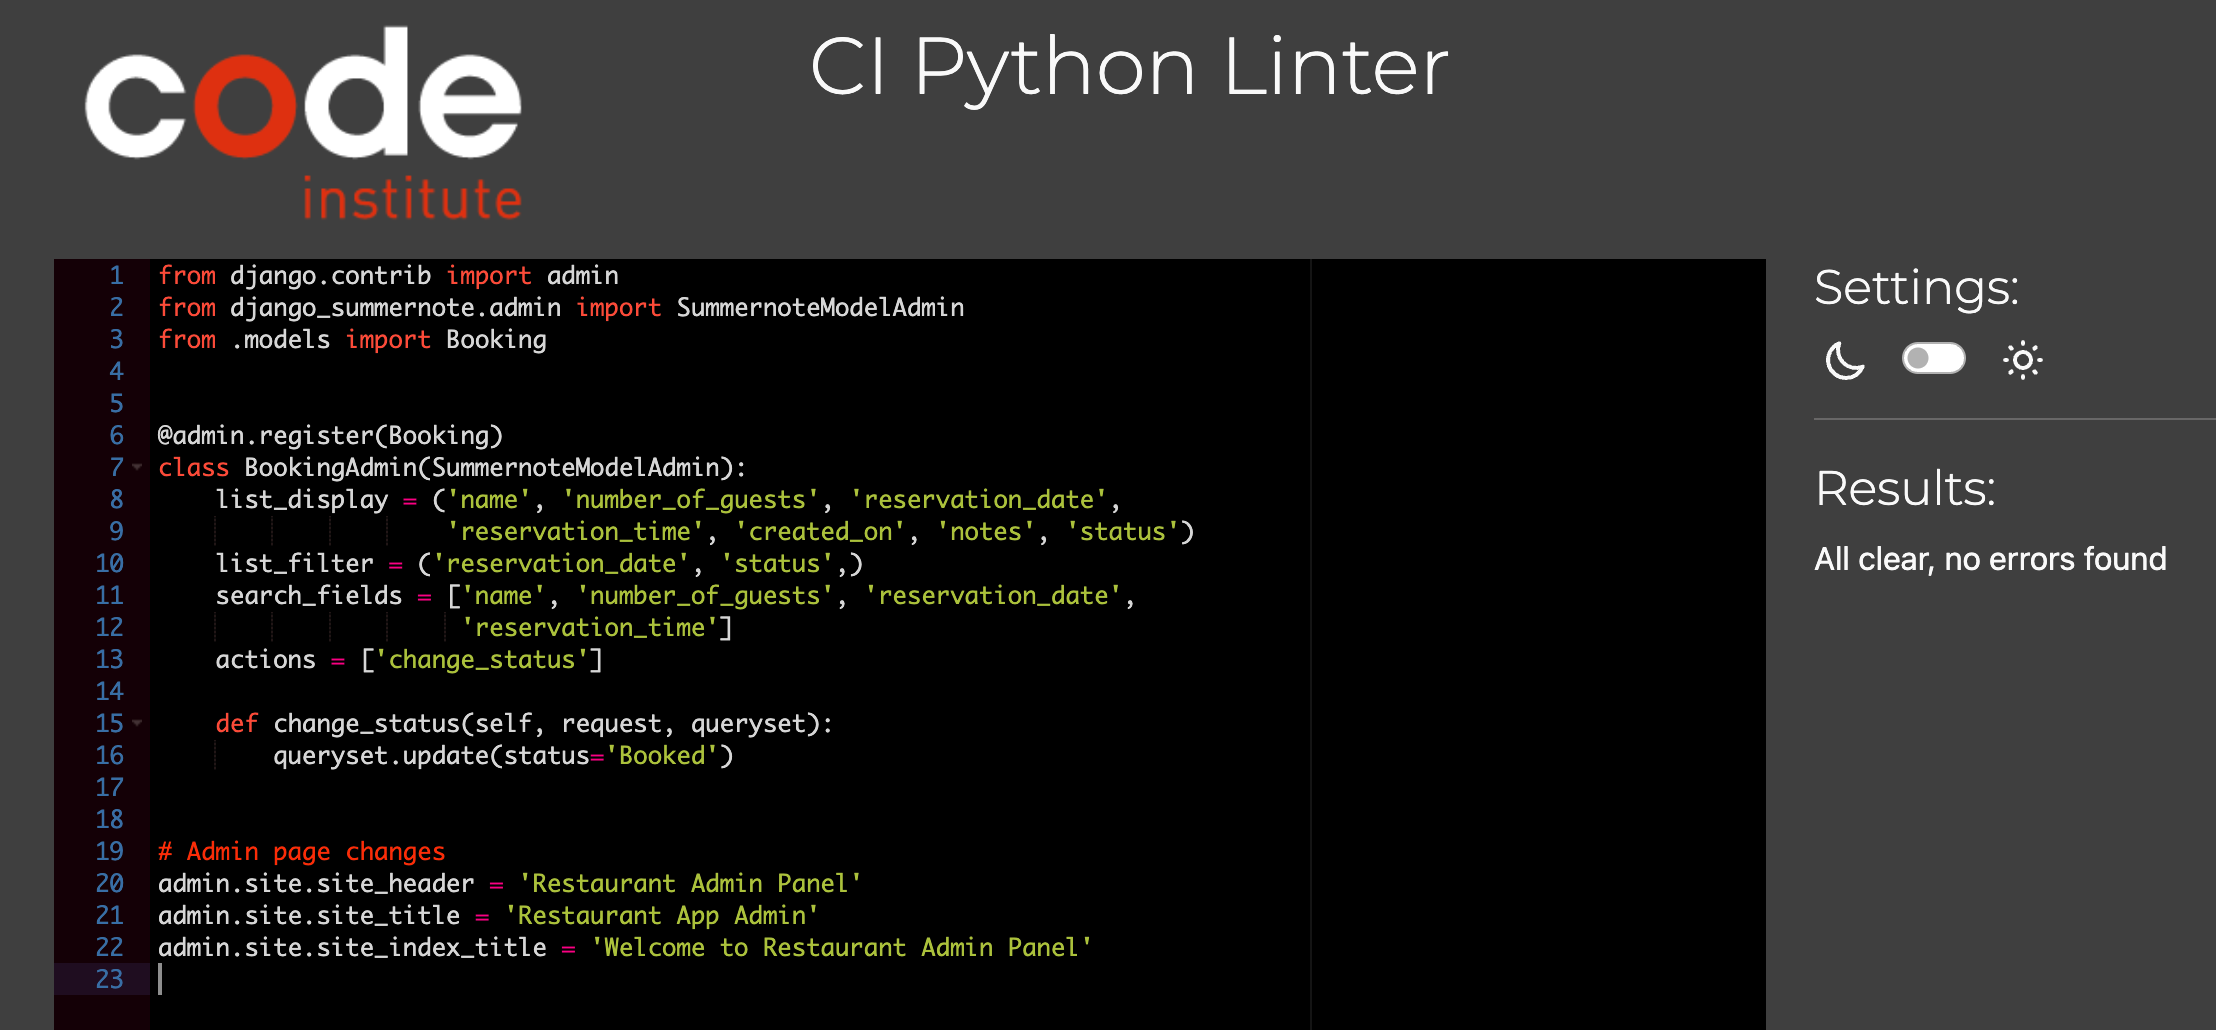 code
institute
CI Python Linter
1 from django.contrib import admin
2 from django_summernote.admin import SummernoteModelAdmin
3 from .models import Booking
4
5
6 @admin.register(Booking)
7 class BookingAdmin(SummernoteModelAdmin):
8     list_display = ('name', 'number_of_guests', 'reservation_date',
9                     'reservation_time', 'created_on', 'notes', 'status')
10     list_filter = ('reservation_date', 'status',)
11     search_fields = ['name', 'number_of_guests', 'reservation_date',
12                      'reservation_time']
13     actions = ['change_status']
14
15     def change_status(self, request, queryset):
16         queryset.update(status='Booked')
17
18
19 # Admin page changes
20 admin.site.site_header = 'Restaurant Admin Panel'
21 admin.site.site_title = 'Restaurant App Admin'
22 admin.site.site_index_title = 'Welcome to Restaurant Admin Panel'
23
Settings:
Results:
All clear, no errors found